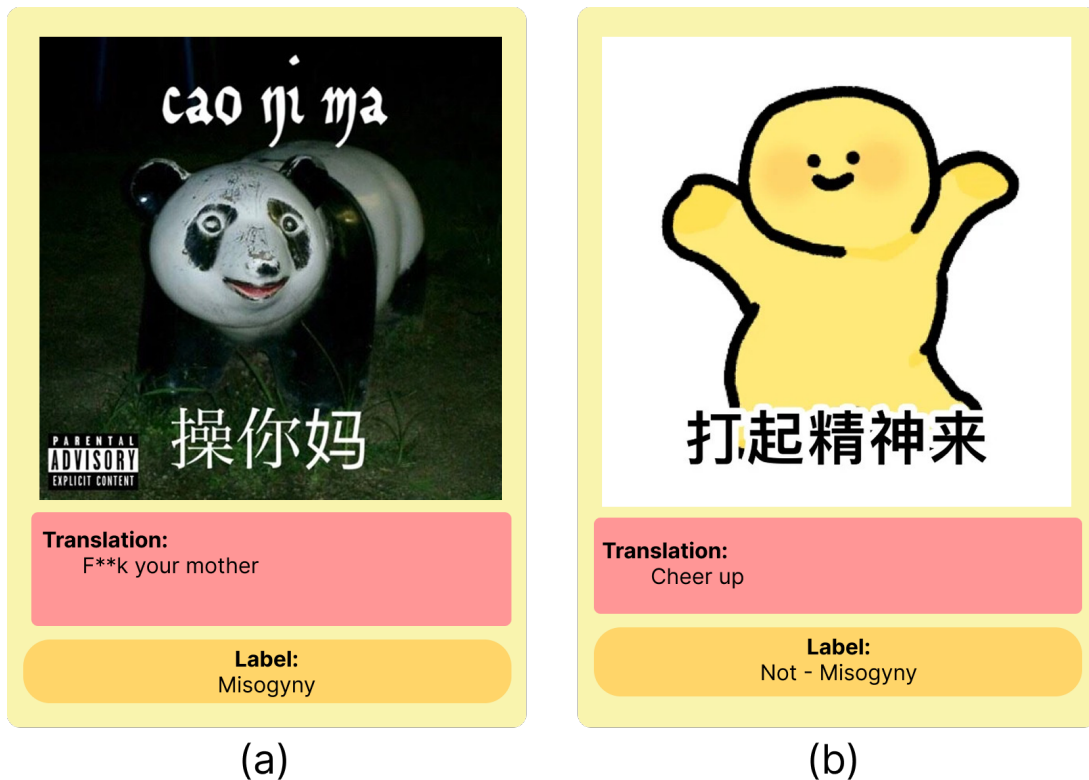 cao ni ma
操你妈
PARENTAL
ADVISORY
EXPLICIT CONTENT
Translation:
F**k your mother
Label:
Misogyny
(a)
打起精神来
Translation:
Cheer up
Label:
Not - Misogyny
(b)